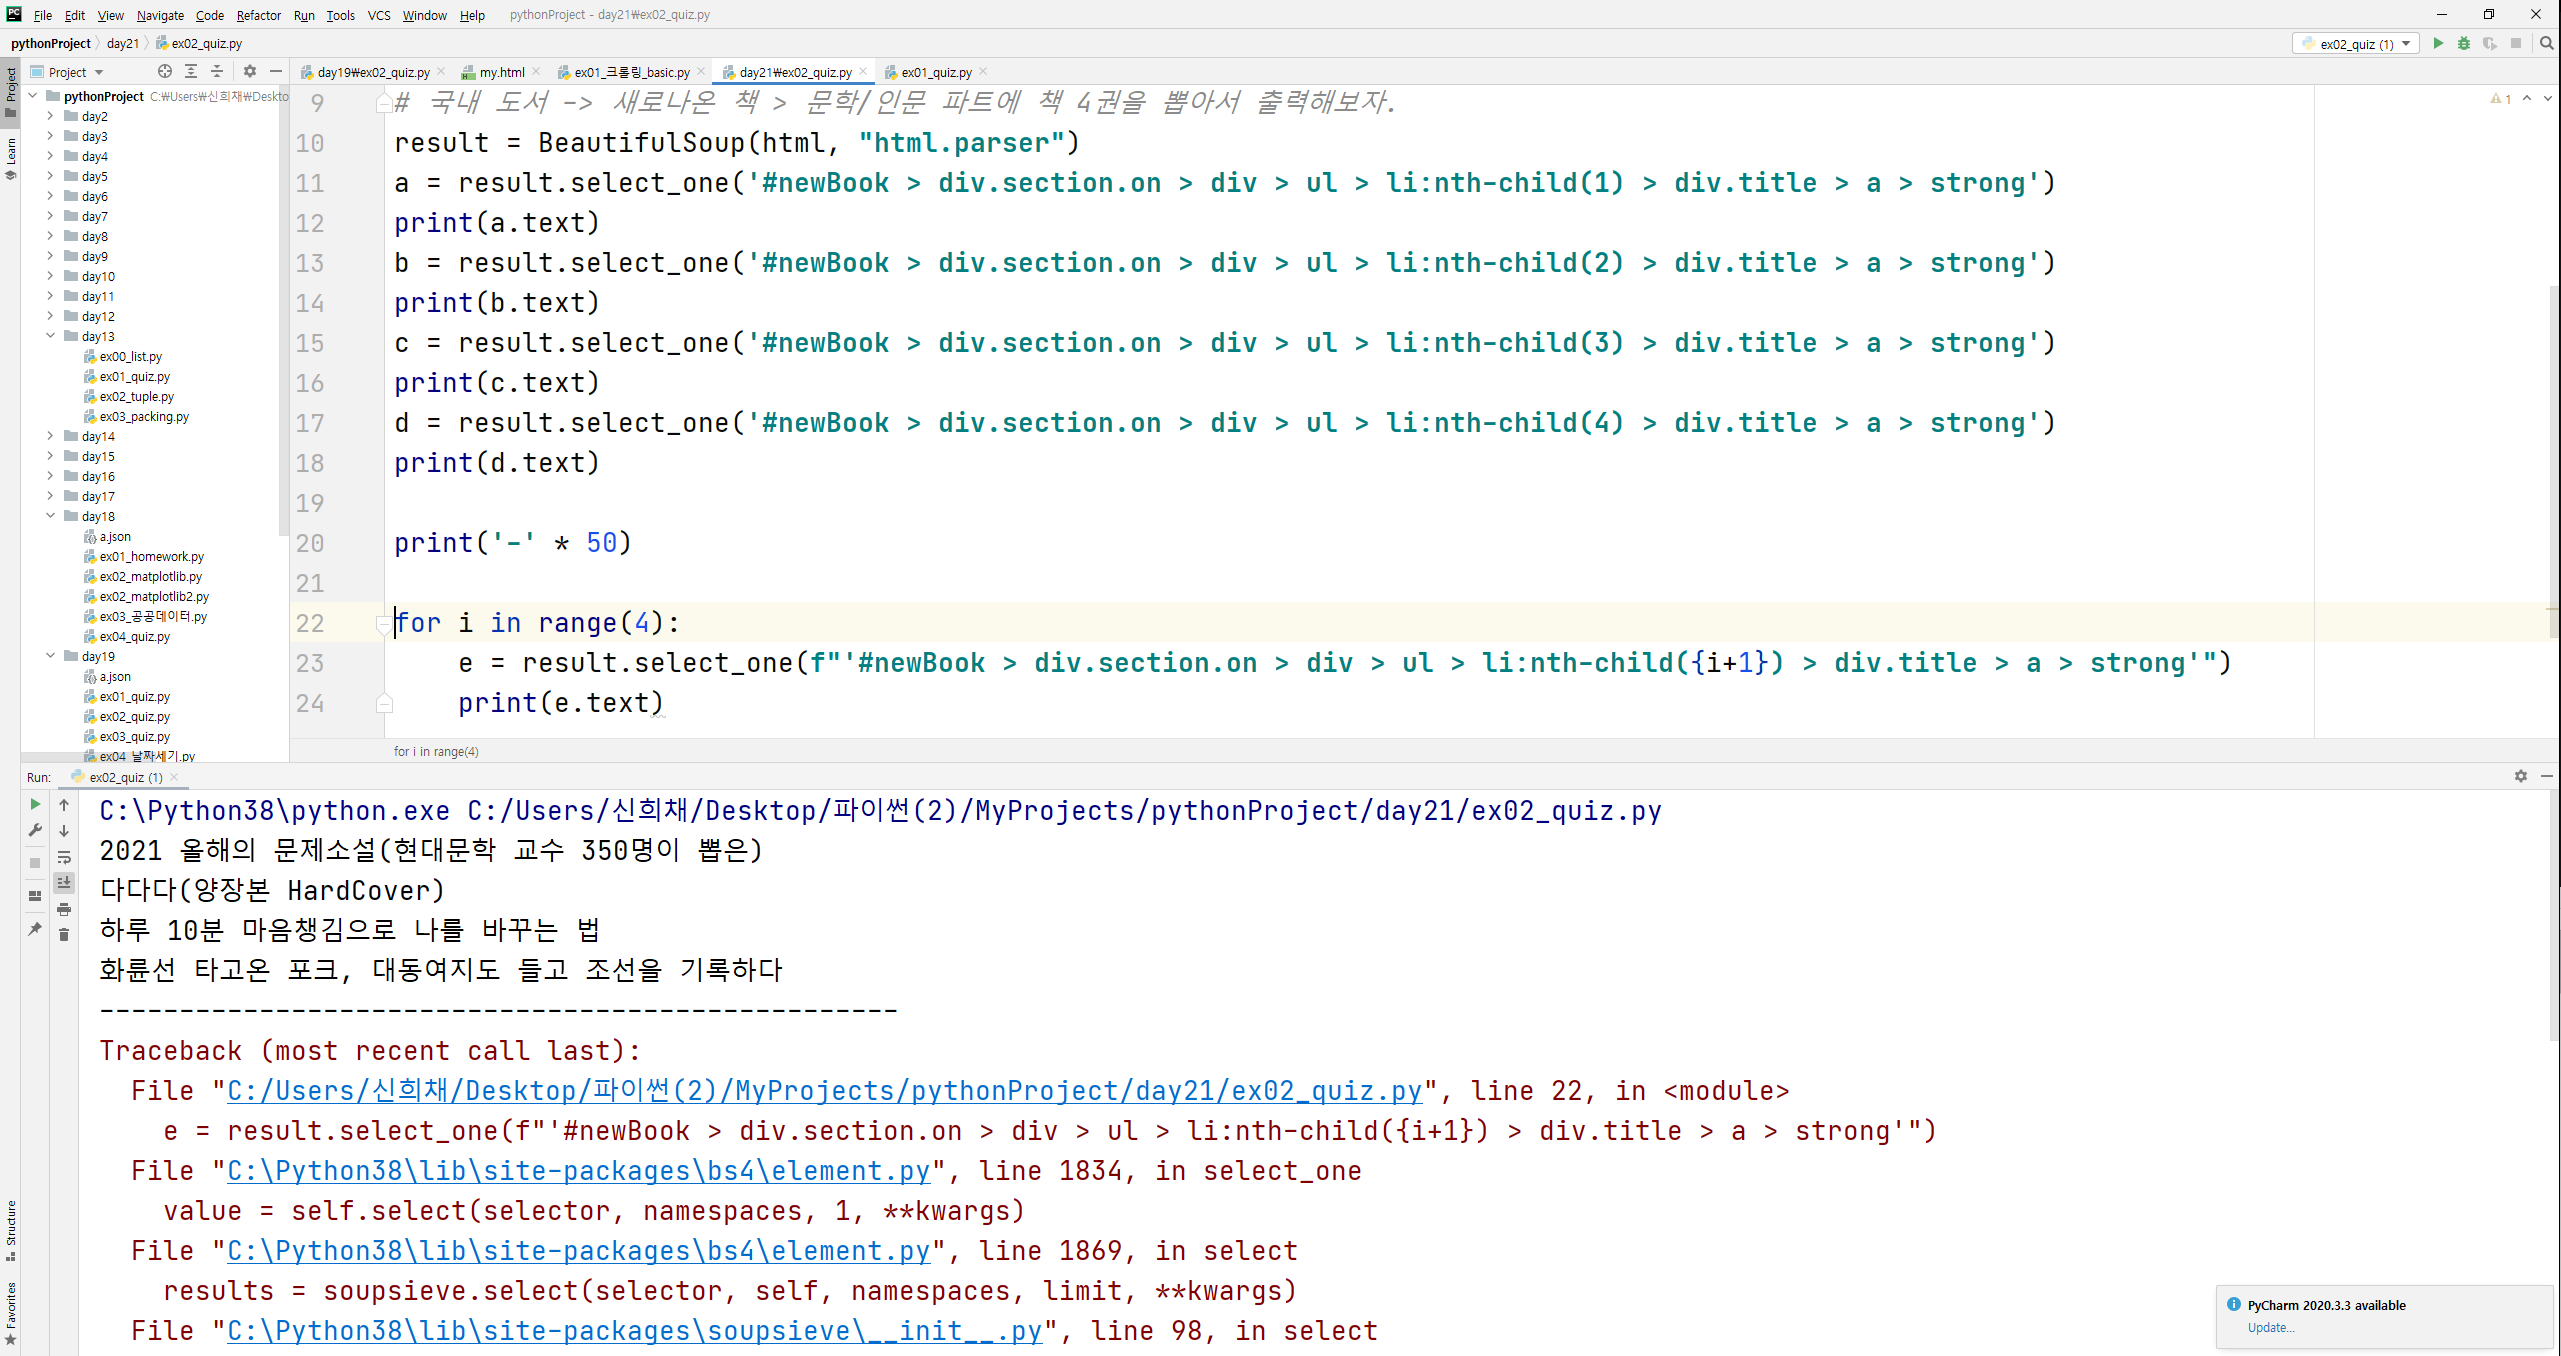 PC File Edit View Navigate Code Refactor Run Tools VCS Window Help pythonProject - day21₩ex02_quiz.py
pythonProject day21 ex02_quiz.py
ex02_quiz (1)
Project
day19₩ex02_quiz.py
my.html
ex01_크롤링_basic.py
day21₩ex02_quiz.py
ex01_quiz.py
Project
Learn
Structure
Favorites
pythonProject C:₩Users₩신희채₩Deskto
day2
day3
day4
day5
day6
day7
day8
day9
day10
day11
day12
day13
ex00_list.py
ex01_quiz.py
ex02_tuple.py
ex03_packing.py
day14
day15
day16
day17
day18
a.json
ex01_homework.py
ex02_matplotlib.py
ex02_matplotlib2.py
ex03_공공데이터.py
ex04_quiz.py
day19
a.json
ex01_quiz.py
ex02_quiz.py
ex03_quiz.py
ex04_날짜세기.py
1
9 # 국내 도서 -> 새로나온 책 > 문학/인문 파트에 책 4권을 뽑아서 출력해보자.
10 result = BeautifulSoup(html, "html.parser")
11 a = result.select_one('#newBook > div.section.on > div > ul > li:nth-child(1) > div.title > a > strong')
12 print(a.text)
13 b = result.select_one('#newBook > div.section.on > div > ul > li:nth-child(2) > div.title > a > strong')
14 print(b.text)
15 c = result.select_one('#newBook > div.section.on > div > ul > li:nth-child(3) > div.title > a > strong')
16 print(c.text)
17 d = result.select_one('#newBook > div.section.on > div > ul > li:nth-child(4) > div.title > a > strong')
18 print(d.text)
19
20 print('-' * 50)
21
22 for i in range(4):
23 e = result.select_one(f"'#newBook > div.section.on > div > ul > li:nth-child({i+1}) > div.title > a > strong'")
24 print(e.text)
for i in range(4)
Run: ex02_quiz (1)
C:\Python38\python.exe C:/Users/신희채/Desktop/파이썬(2)/MyProjects/pythonProject/day21/ex02_quiz.py
2021 올해의 문제소설(현대문학 교수 350명이 뽑은)
다다다(양장본 HardCover)
하루 10분 마음챙김으로 나를 바꾸는 법
화륜선 타고온 포크, 대동여지도 들고 조선을 기록하다
--------------------------------------------------
Traceback (most recent call last):
File "C:/Users/신희채/Desktop/파이썬(2)/MyProjects/pythonProject/day21/ex02_quiz.py", line 22, in <module>
e = result.select_one(f"'#newBook > div.section.on > div > ul > li:nth-child({i+1}) > div.title > a > strong'")
File "C:\Python38\lib\site-packages\bs4\element.py", line 1834, in select_one
value = self.select(selector, namespaces, 1, **kwargs)
File "C:\Python38\lib\site-packages\bs4\element.py", line 1869, in select
results = soupsieve.select(selector, self, namespaces, limit, **kwargs)
File "C:\Python38\lib\site-packages\soupsieve\__init__.py", line 98, in select
PyCharm 2020.3.3 available
Update...